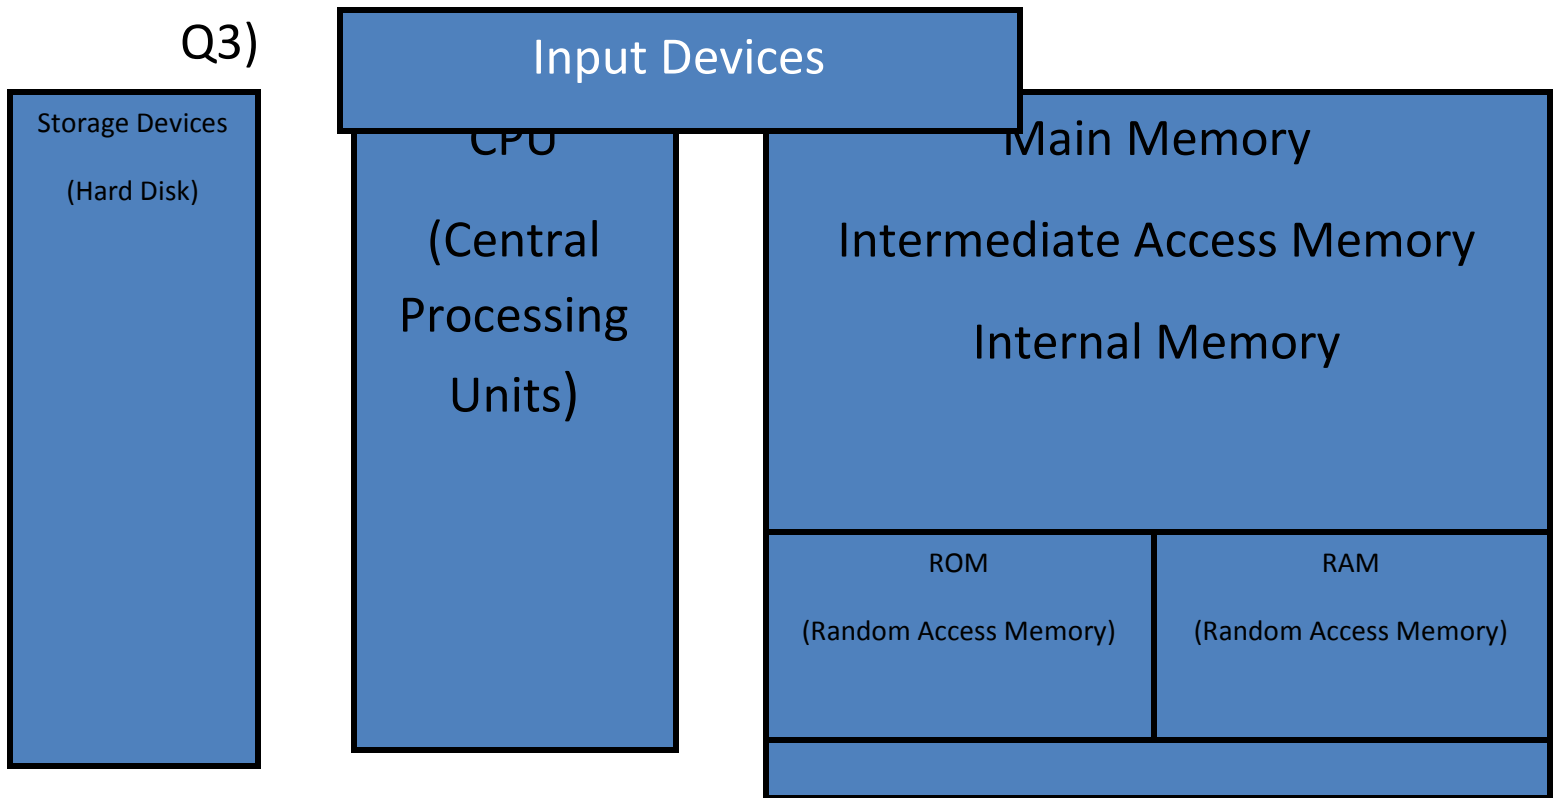 Q3)
Input Devices
Storage Devices
(Hard Disk)
CPU
(Central
Processing
Units)
Main Memory
Intermediate Access Memory
Internal Memory
ROM
(Random Access Memory)
RAM
(Random Access Memory)